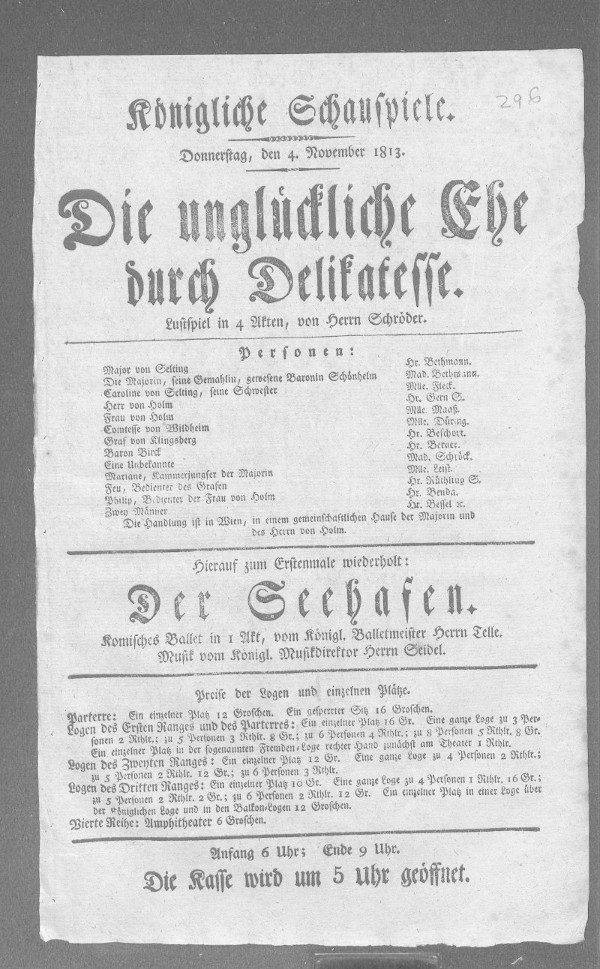 296
Königliche Schauspiele.
Donnerstag, den 4. November 1813.
Die unglückliche Ehe
durch Delikatesse.
Lustspiel in 4 Akten, von Herrn Schröder.
Personen:
Major von Selting Hr. Bethmann.
Die Majorin, seine Gemahlin, gewesene Baronin Schönhelm Mad. Bethmann.
Caroline von Selting, seine Schwester Mlle. Fleck.
Herr von Holm Hr. Gern S.
Frau von Holm Mlle. Maaß.
Comtesse von Wildheim Mlle. Düring.
Graf von Klingsberg Hr. Beschort.
Baron Birck Hr. Berger.
Eine Unbekannte Mad. Schröck.
Mariane, Kammerjungfer der Majorin Mlle. Leist.
Feu, Bedienter des Grafen Hr. Rüthling S.
Philip, Bedienter der Frau von Holm Hr. Benda.
Zwey Männer Hr. Bessel ꝛc.
Die Handlung ist in Wien, in einem gemeinschaftlichen Hause der Majorin und
des Herrn von Holm.
Hierauf zum Erstenmale wiederholt:
Der Seehafen.
Komisches Ballet in 1 Akt, vom Königl. Balletmeister Herrn Telle.
Musik vom Königl. Musikdirektor Herrn Seidel.
Preise der Logen und einzelnen Plätze.
Parterre: Ein einzelner Platz 12 Groschen. Ein gesperrter Sitz 16 Groschen.
Logen des Ersten Ranges und des Parterres: Ein einzelner Platz 16 Gr. Eine ganze Loge zu 3 Per-
sonen 2 Rthlr.; zu 5 Personen 3 Rthlr. 8 Gr.; zu 6 Personen 4 Rthlr.; zu 8 Personen 5 Rthlr. 8 Gr.
Ein einzelner Platz in der sogenannten Fremden-Loge rechter Hand zunächst am Theater 1 Rthlr.
Logen des Zweyten Ranges: Ein einzelner Platz 12 Gr. Eine ganze Loge zu 4 Personen 2 Rthlr.;
zu 5 Personen 2 Rthlr. 12 Gr.; zu 6 Personen 3 Rthlr.
Logen des Dritten Ranges: Ein einzelner Platz 10 Gr. Eine ganze Loge zu 4 Personen 1 Rthlr. 16 Gr.;
zu 5 Personen 2 Rthlr. 2 Gr.; zu 6 Personen 2 Rthlr. 12 Gr. Ein einzelner Platz in einer Loge über
der Königlichen Loge und in den Balkon-Logen 12 Groschen.
Vierte Reihe: Amphitheater 6 Groschen.
Anfang 6 Uhr; Ende 9 Uhr.
Die Kasse wird um 5 Uhr geöffnet.